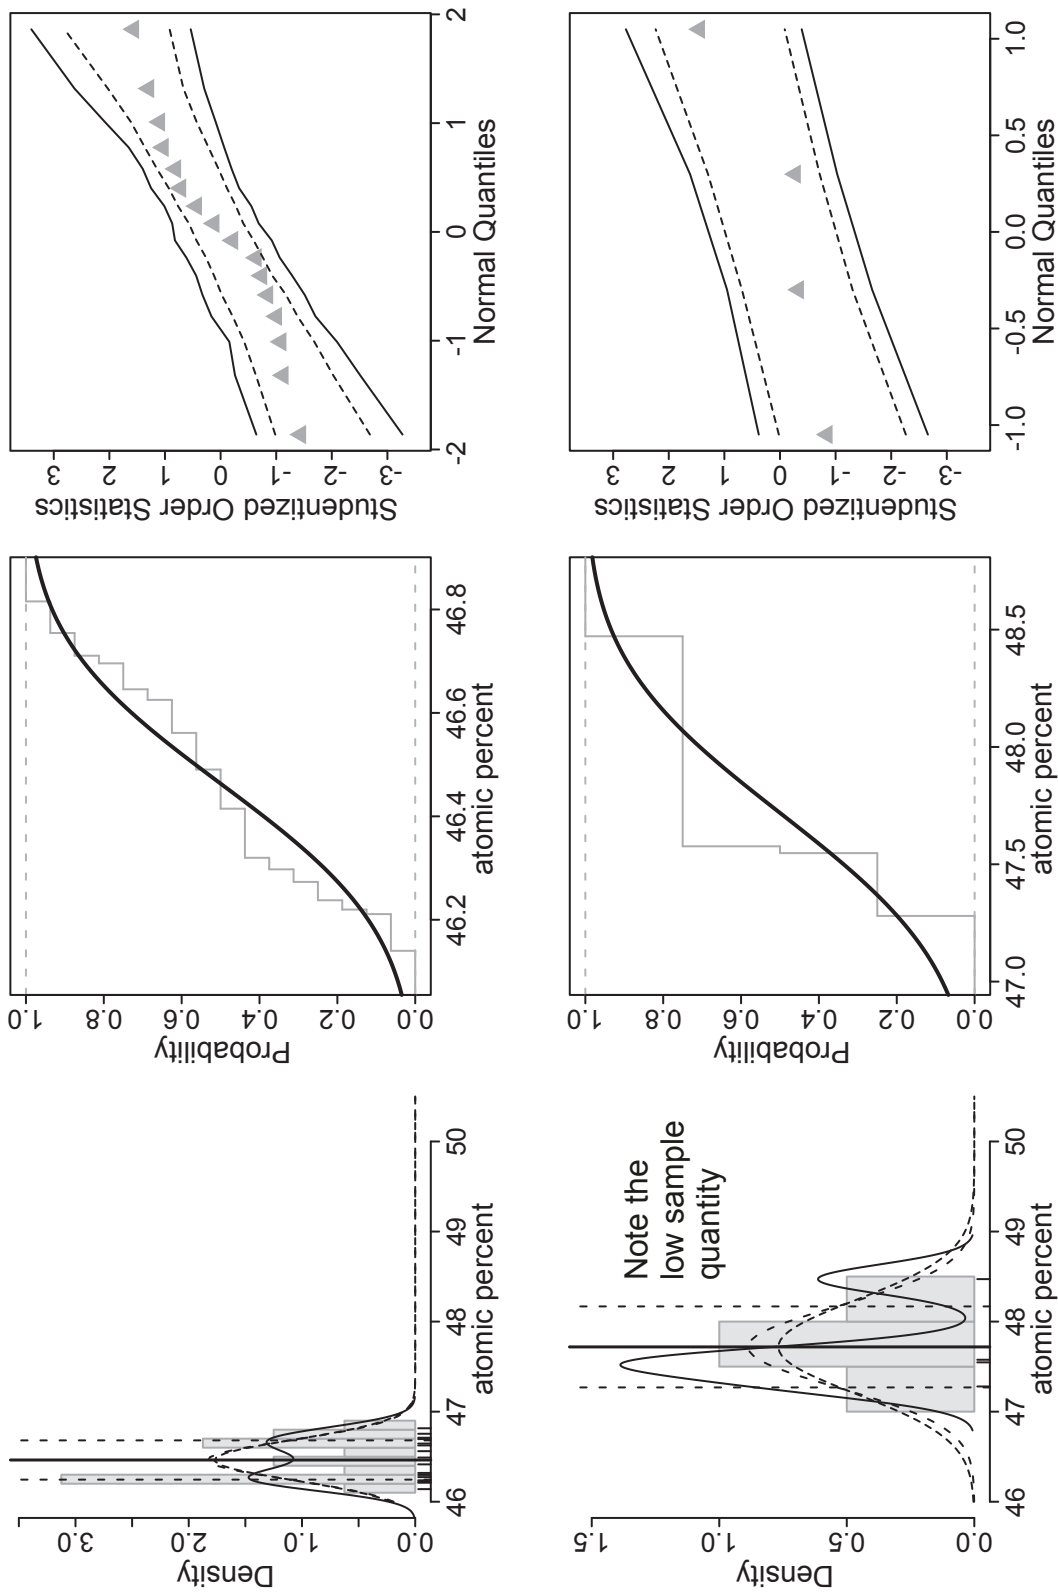 Density
3.0
2.0
1.0
0.0
46 47 48 49 50
atomic percent
Probability
1.0
0.8
0.6
0.4
0.2
0.0
46.2 46.4 46.6 46.8
atomic percent
Studentized Order Statistics
3
2
1
0
-1
-2
-3
-2 -1 0 1 2
Normal Quantiles
Density
1.5
1.0
0.5
0.0
Note the
low sample
quantity
46 47 48 49 50
atomic percent
Probability
1.0
0.8
0.6
0.4
0.2
0.0
47.0 47.5 48.0 48.5
atomic percent
Studentized Order Statistics
3
2
1
0
-1
-2
-3
-1.0 -0.5 0.0 0.5 1.0
Normal Quantiles